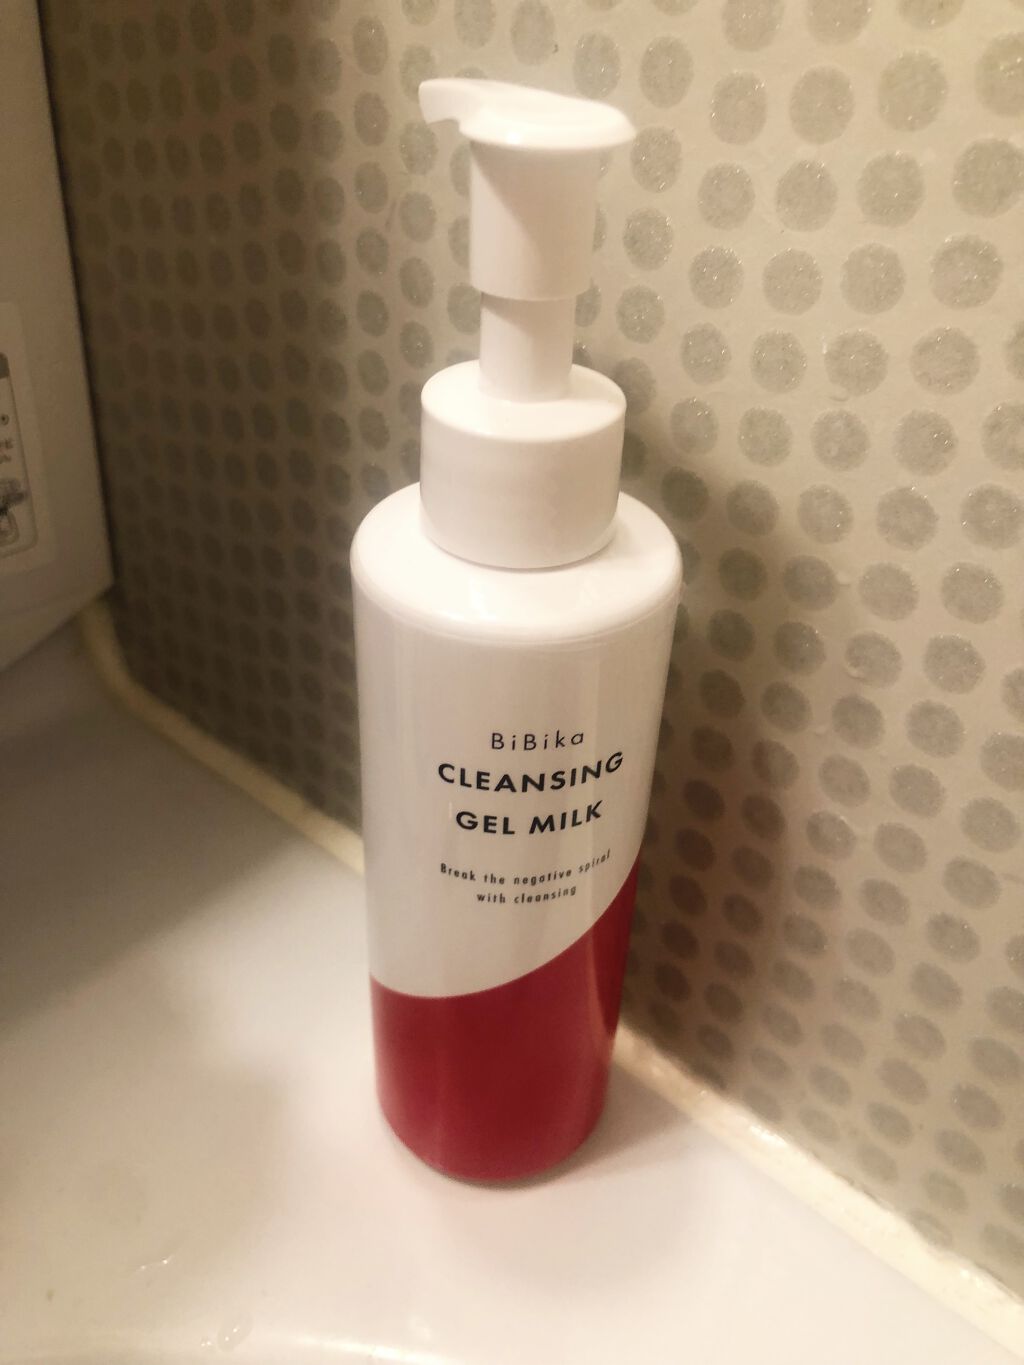 BiBika
CLEANSING
GEL MILK
Break the negative spiral
with cleansing